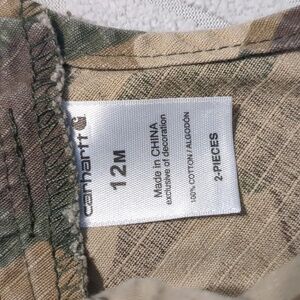 carhartt
12M
Made in CHINA
exclusive of decoration
100% COTTON / ALGODÓN
2-PIECES